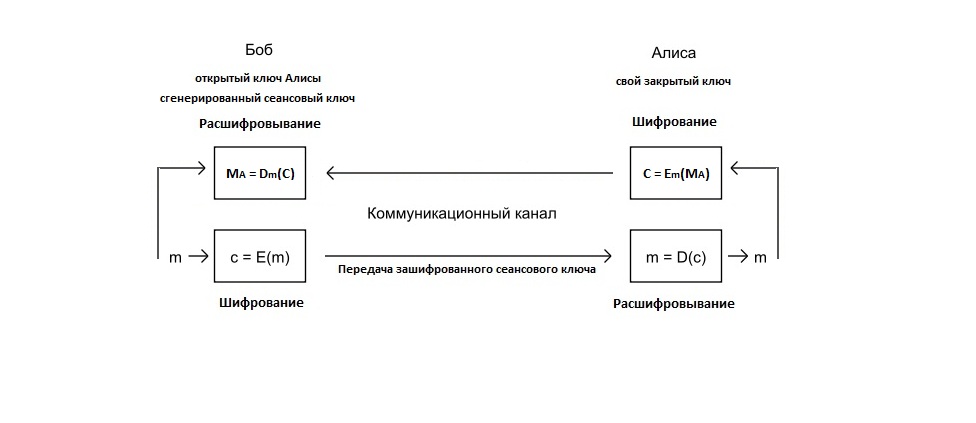 Боб
Алиса
открытый ключ Алисы
сгенерированный сеансовый ключ
свой закрытый ключ
Расшифровывание
Шифрование
MA = Dm(C)
C = Em(MA)
Коммуникационный канал
m
c = E(m)
m = D(c)
m
Передача зашифрованного сеансового ключа
Шифрование
Расшифровывание